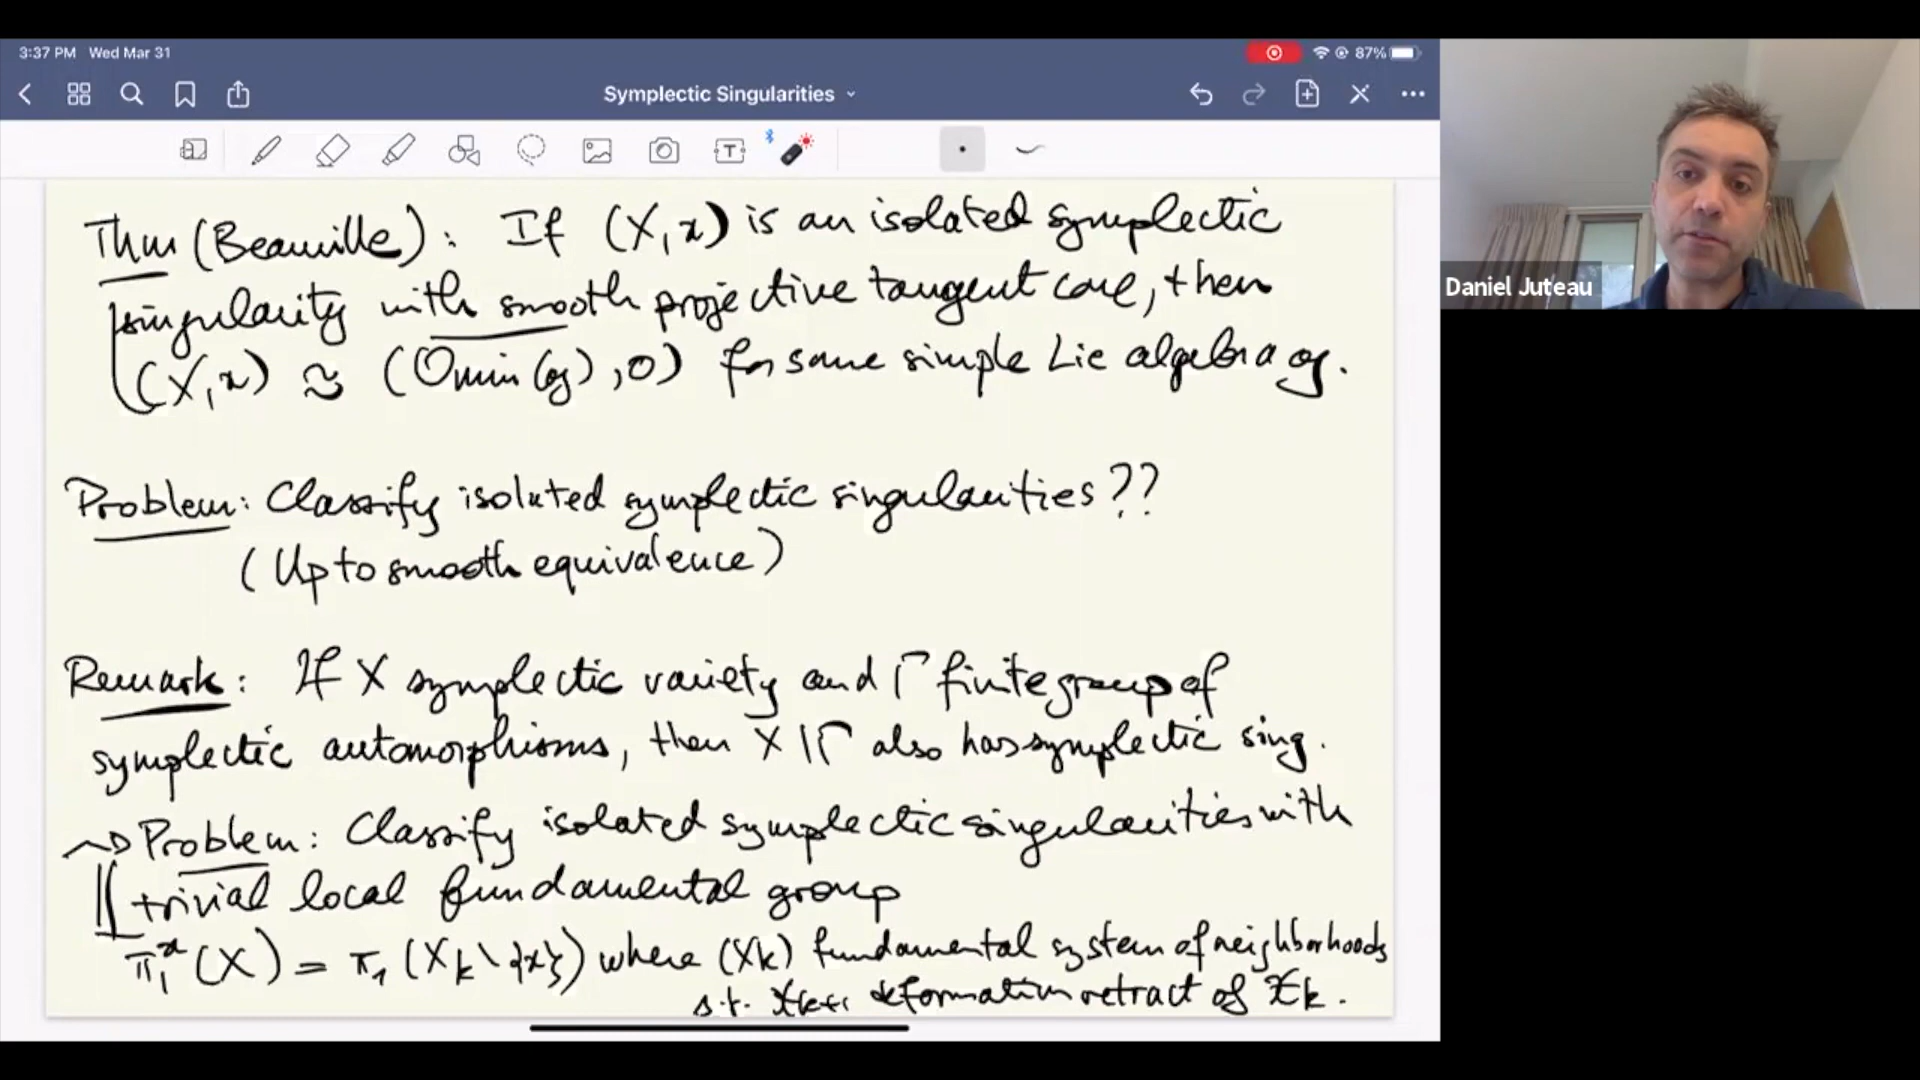 3:37 PM Wed Mar 31
87%
Symplectic Singularities
T
Daniel Juteau
Thm (Beauville): If (X,x) is an isolated symplectic
singularity with smooth projective tangent cone, then
(X,x) ≈ (Omin(g),0) for some simple Lie algebra g.
Problem: Classify isolated symplectic singularities??
(Up to smooth equivalence)
Remark: If X symplectic variety and Γ finite group of
symplectic automorphisms, then X//Γ also has symplectic sing.
⇝ Problem: Classify isolated symplectic singularities with
trivial local fundamental group
π₁ˣ(X) = π₁(Xk\{x}) where (Xk) fundamental system of neighborhoods
s.t. Xk+1 deformation retract of Xk.